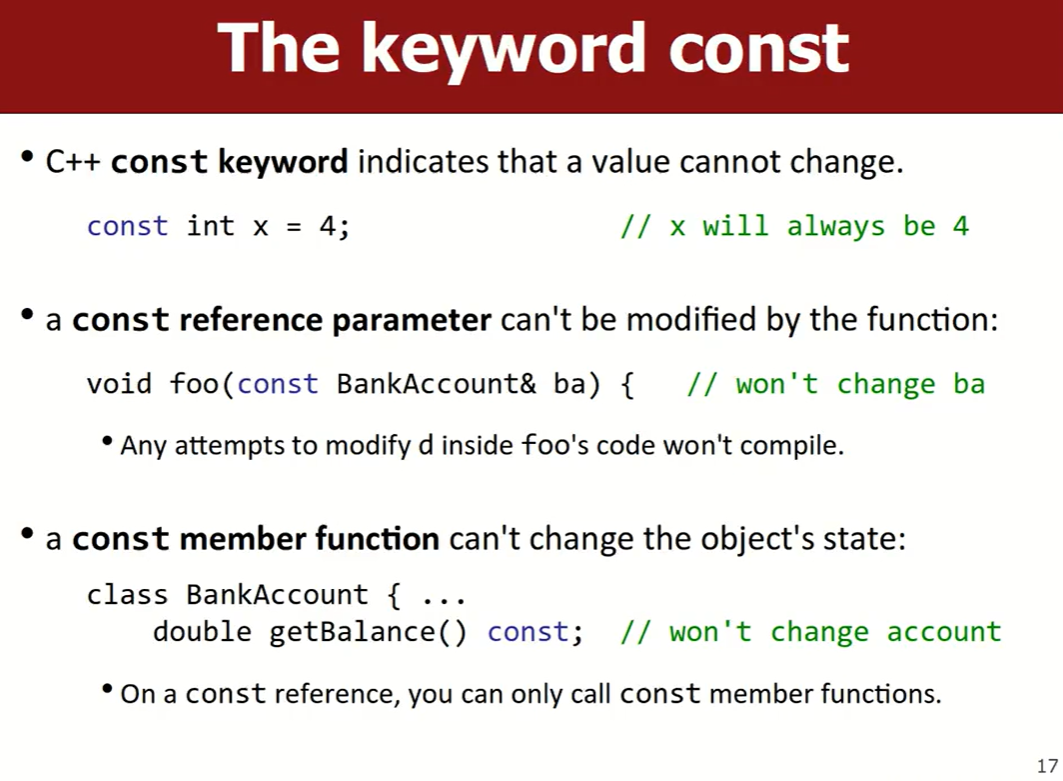 The keyword const
• C++ const keyword indicates that a value cannot change.
const int x = 4; // x will always be 4
• a const reference parameter can't be modified by the function:
void foo(const BankAccount& ba) { // won't change ba
• Any attempts to modify d inside foo's code won't compile.
• a const member function can't change the object's state:
class BankAccount { ...
double getBalance() const; // won't change account
• On a const reference, you can only call const member functions.
17